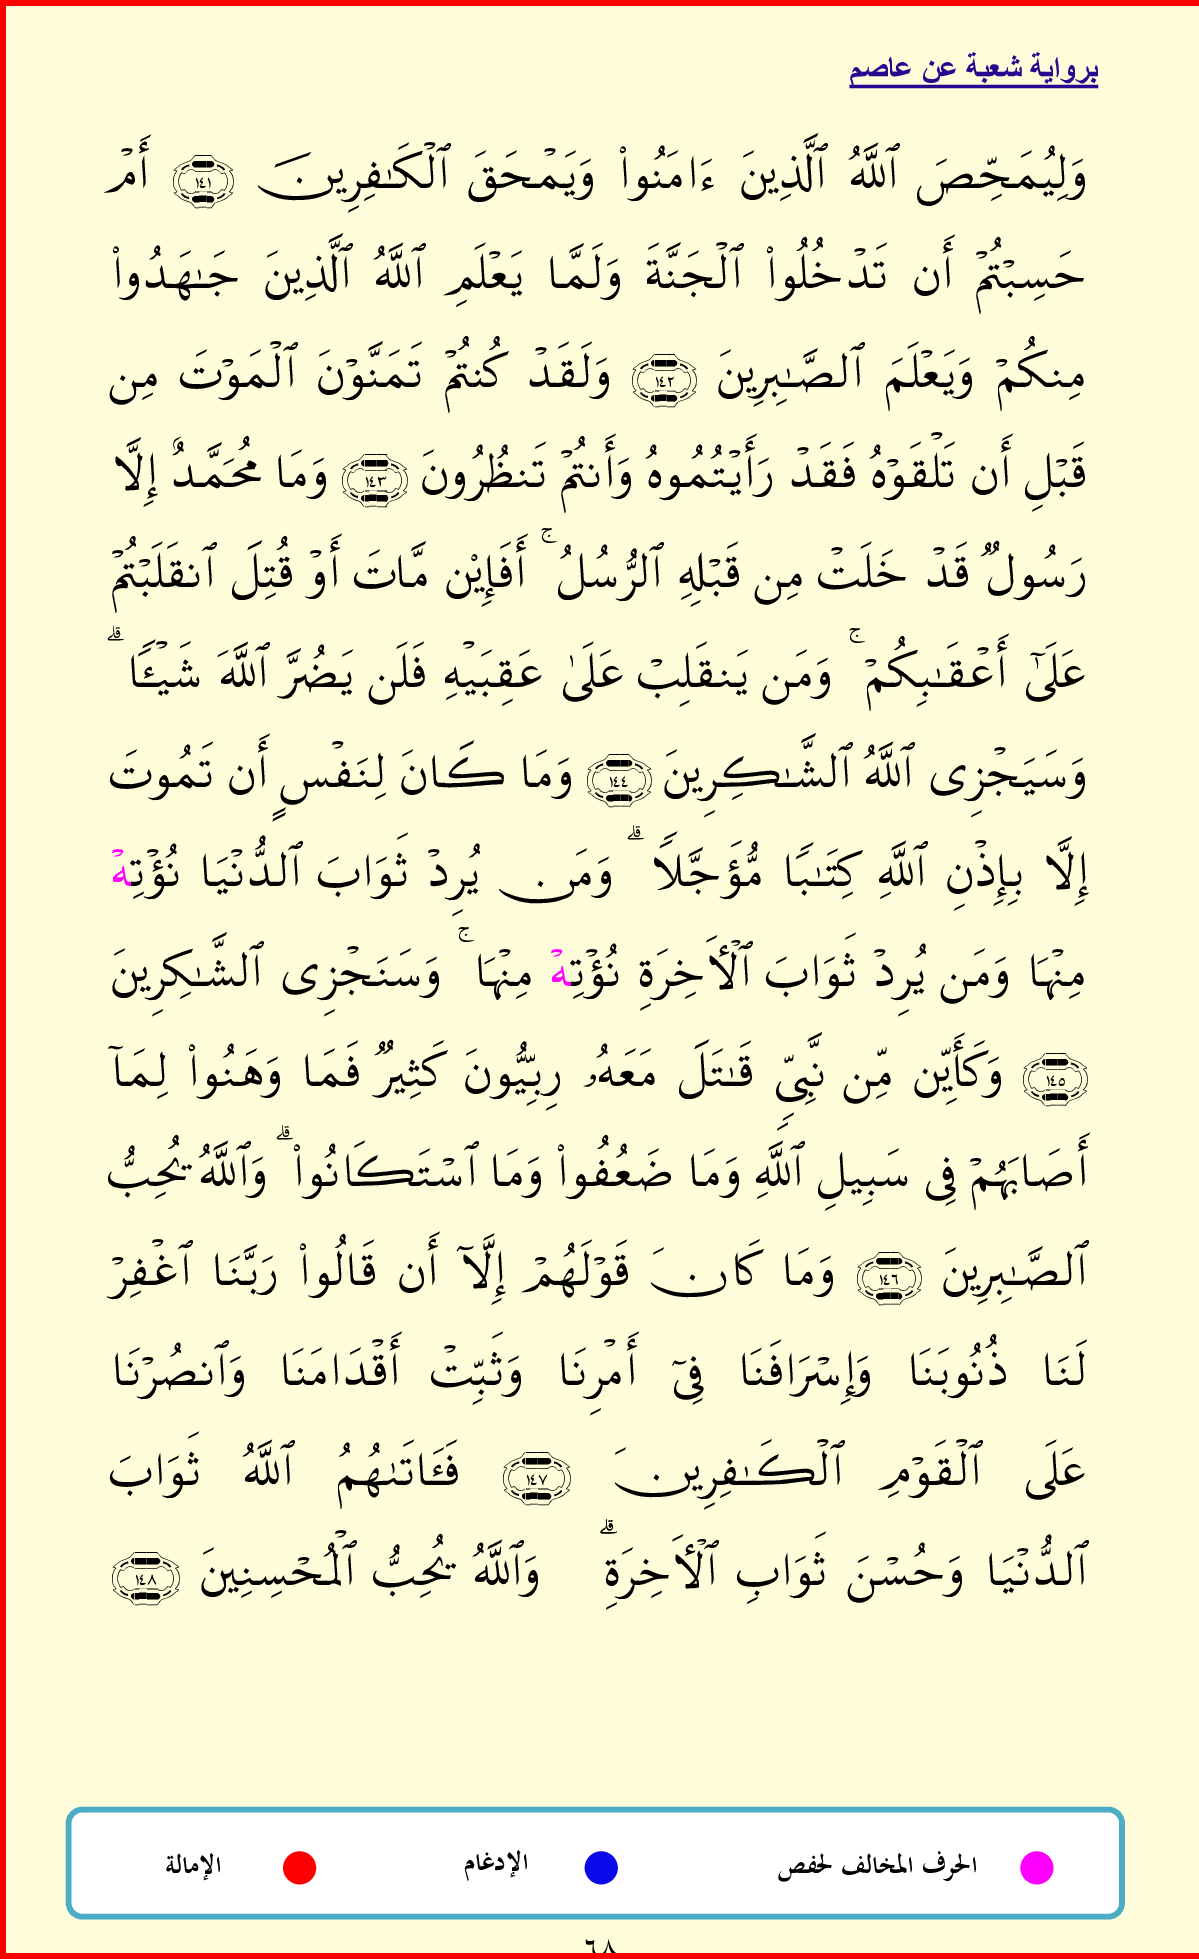 برواية شعبة عن عاصم
وَلِيُمَحِّصَ ٱللَّهُ ٱلَّذِينَ ءَامَنُوا۟ وَيَمْحَقَ ٱلْكَـٰفِرِينَ ١٤١ أَمْ
حَسِبْتُمْ أَن تَدْخُلُوا۟ ٱلْجَنَّةَ وَلَمَّا يَعْلَمِ ٱللَّهُ ٱلَّذِينَ جَـٰهَدُوا۟
مِنكُمْ وَيَعْلَمَ ٱلصَّـٰبِرِينَ ١٤٢ وَلَقَدْ كُنتُمْ تَمَنَّوْنَ ٱلْمَوْتَ مِن
قَبْلِ أَن تَلْقَوْهُ فَقَدْ رَأَيْتُمُوهُ وَأَنتُمْ تَنظُرُونَ ١٤٣ وَمَا مُحَمَّدٌ إِلَّا
رَسُولٌ قَدْ خَلَتْ مِن قَبْلِهِ ٱلرُّسُلُ ۚ أَفَإِي۟ن مَّاتَ أَوْ قُتِلَ ٱنقَلَبْتُمْ
عَلَىٰٓ أَعْقَـٰبِكُمْ ۚ وَمَن يَنقَلِبْ عَلَىٰ عَقِبَيْهِ فَلَن يَضُرَّ ٱللَّهَ شَيْـًٔا ۗ
وَسَيَجْزِى ٱللَّهُ ٱلشَّـٰكِرِينَ ١٤٤ وَمَا كَانَ لِنَفْسٍ أَن تَمُوتَ
إِلَّا بِإِذْنِ ٱللَّهِ كِتَـٰبًا مُّؤَجَّلًا ۗ وَمَن يُرِدْ ثَوَابَ ٱلدُّنْيَا نُؤْتِهْ
مِنْهَا وَمَن يُرِدْ ثَوَابَ ٱلْـَٔاخِرَةِ نُؤْتِهْ مِنْهَا ۚ وَسَنَجْزِى ٱلشَّـٰكِرِينَ
١٤٥ وَكَأَيِّن مِّن نَّبِىٍّ قَـٰتَلَ مَعَهُۥ رِبِّيُّونَ كَثِيرٌ فَمَا وَهَنُوا۟ لِمَآ
أَصَابَهُمْ فِى سَبِيلِ ٱللَّهِ وَمَا ضَعُفُوا۟ وَمَا ٱسْتَكَانُوا۟ ۗ وَٱللَّهُ يُحِبُّ
ٱلصَّـٰبِرِينَ ١٤٦ وَمَا كَانَ قَوْلَهُمْ إِلَّآ أَن قَالُوا۟ رَبَّنَا ٱغْفِرْ
لَنَا ذُنُوبَنَا وَإِسْرَافَنَا فِىٓ أَمْرِنَا وَثَبِّتْ أَقْدَامَنَا وَٱنصُرْنَا
عَلَى ٱلْقَوْمِ ٱلْكَـٰفِرِينَ ١٤٧ فَـَٔاتَىٰهُمُ ٱللَّهُ ثَوَابَ
ٱلدُّنْيَا وَحُسْنَ ثَوَابِ ٱلْـَٔاخِرَةِ ۗ وَٱللَّهُ يُحِبُّ ٱلْمُحْسِنِينَ ١٤٨
الحرف المخالف لحفص الإدغام الإمالة
٦٨